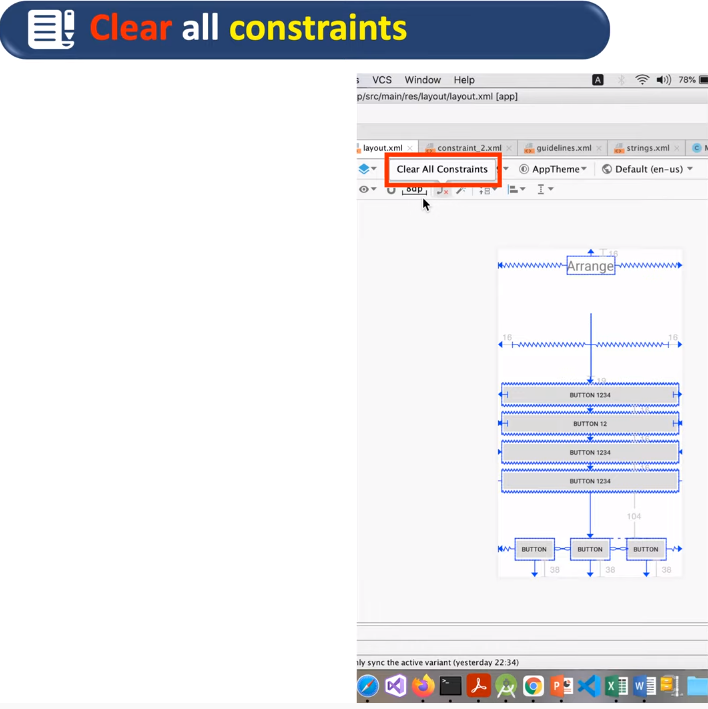 Clear all constraints
VCS Window Help A 78%
p/src/main/res/layout/layout.xml [app]
layout.xml constraint_2.xml guidelines.xml strings.xml C
Clear All Constraints AppTheme Default (en-us)
8dp
16
Arrange
16 16
BUTTON 1234
BUTTON 12
BUTTON 1234
BUTTON 1234
104
BUTTON BUTTON BUTTON
38 38 38
nly sync the active variant (yesterday 22:34)